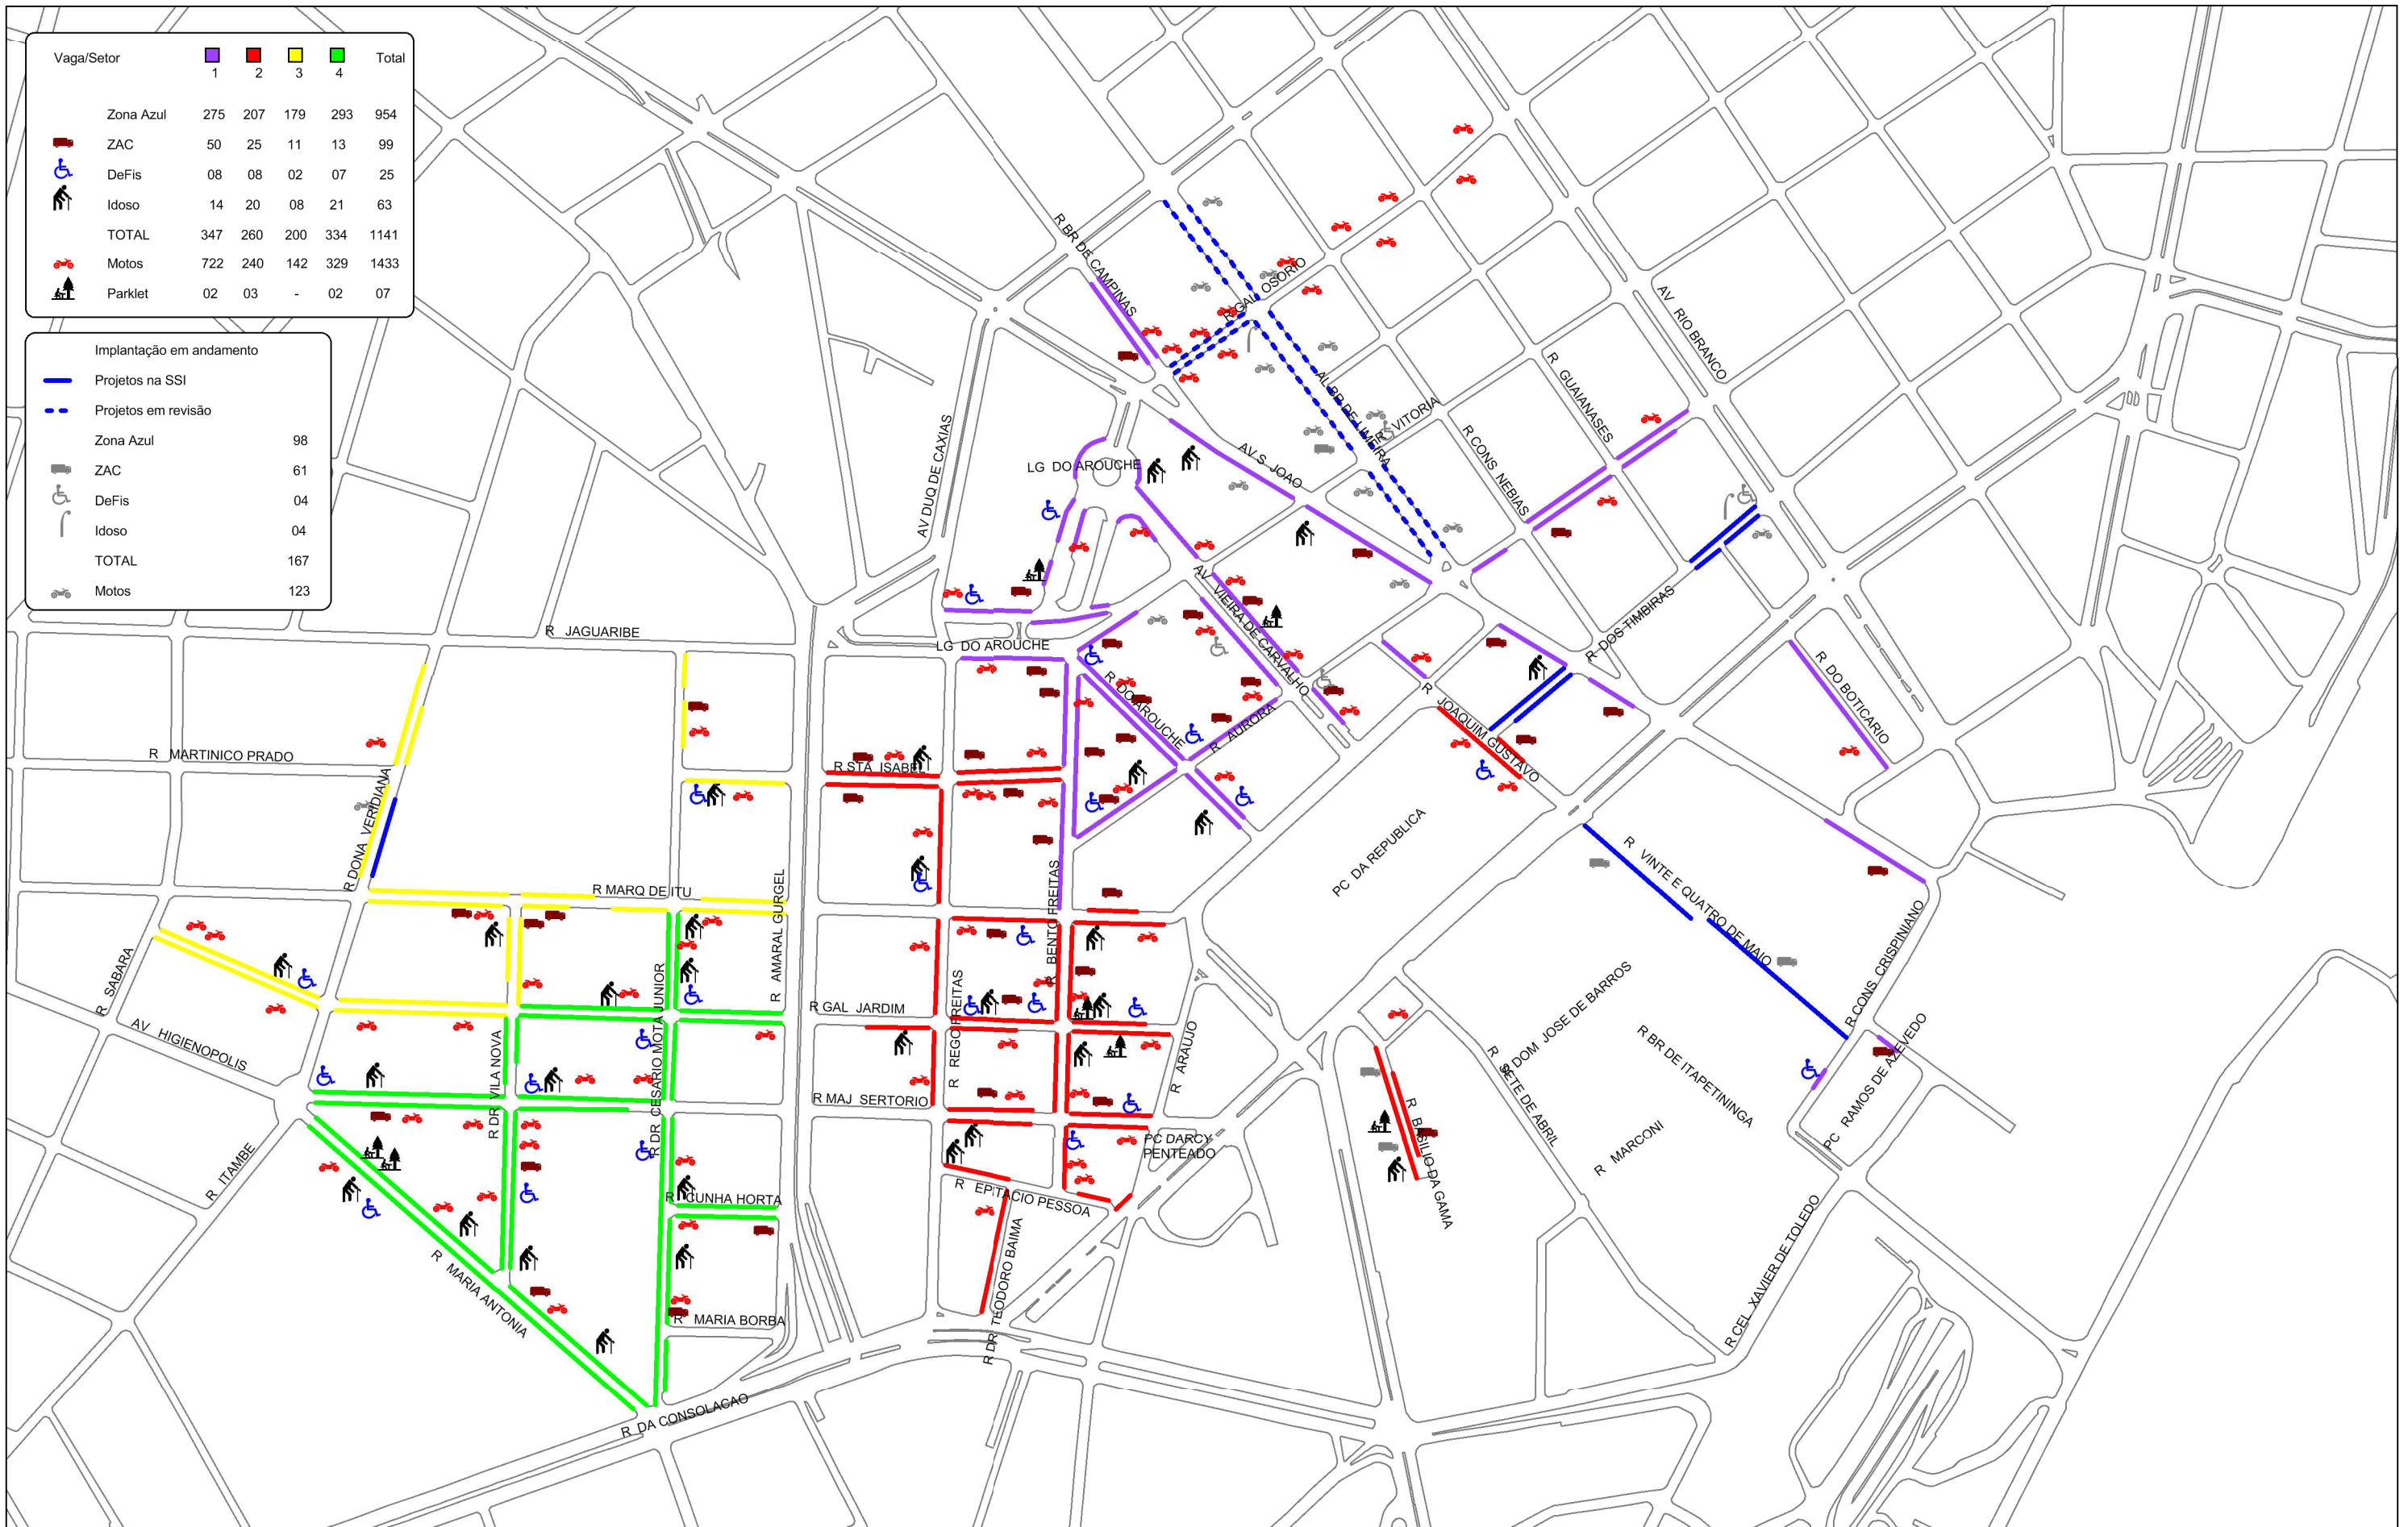 Vaga/Setor 1 2 3 4 Total
Zona Azul 275 207 179 293 954
ZAC 50 25 11 13 99
DeFis 08 08 02 07 25
Idoso 14 20 08 21 63
TOTAL 347 260 200 334 1141
Motos 722 240 142 329 1433
Parklet 02 03 - 02 07
Implantação em andamento
Projetos na SSI
Projetos em revisão
Zona Azul 98
ZAC 61
DeFis 04
Idoso 04
TOTAL 167
Motos 123
R BR DE CAMPINAS
R GAL OSORIO
AV RIO BRANCO
R GUAIANASES
AL BR DE LIMEIRA
R VITORIA
R CONS NEBIAS
AV S JOAO
LG DO AROUCHE
AV DUQ DE CAXIAS
AV VIEIRA DE CARVALHO
R DOS TIMBIRAS
R JAGUARIBE
LG DO AROUCHE
R DO AROUCHE
R AURORA
R JOAQUIM GUSTAVO
R DO BOTICARIO
R MARTINICO PRADO
R STA ISABEL
R DONA VERIDIANA
PC DA REPUBLICA
R VINTE E QUATRO DE MAIO
R MARQ DE ITU
R AMARAL GURGEL
R BENTO FREITAS
R CONS CRISPINIANO
R SABARA
R GAL JARDIM
R REGO FREITAS
R DOM JOSE DE BARROS
AV HIGIENOPOLIS
R DR VILA NOVA
R DR CESARIO MOTA JUNIOR
R ARAUJO
R BR DE ITAPETININGA
R SETE DE ABRIL
PC RAMOS DE AZEVEDO
R MAJ SERTORIO
R BASILIO DA GAMA
R MARCONI
PC DARCY
PENTEADO
R ITAMBE
R CUNHA HORTA
R EPITACIO PESSOA
R MARIA ANTONIA
R DR TEODORO BAIMA
R CEL XAVIER DE TOLEDO
R MARIA BORBA
R DA CONSOLACAO